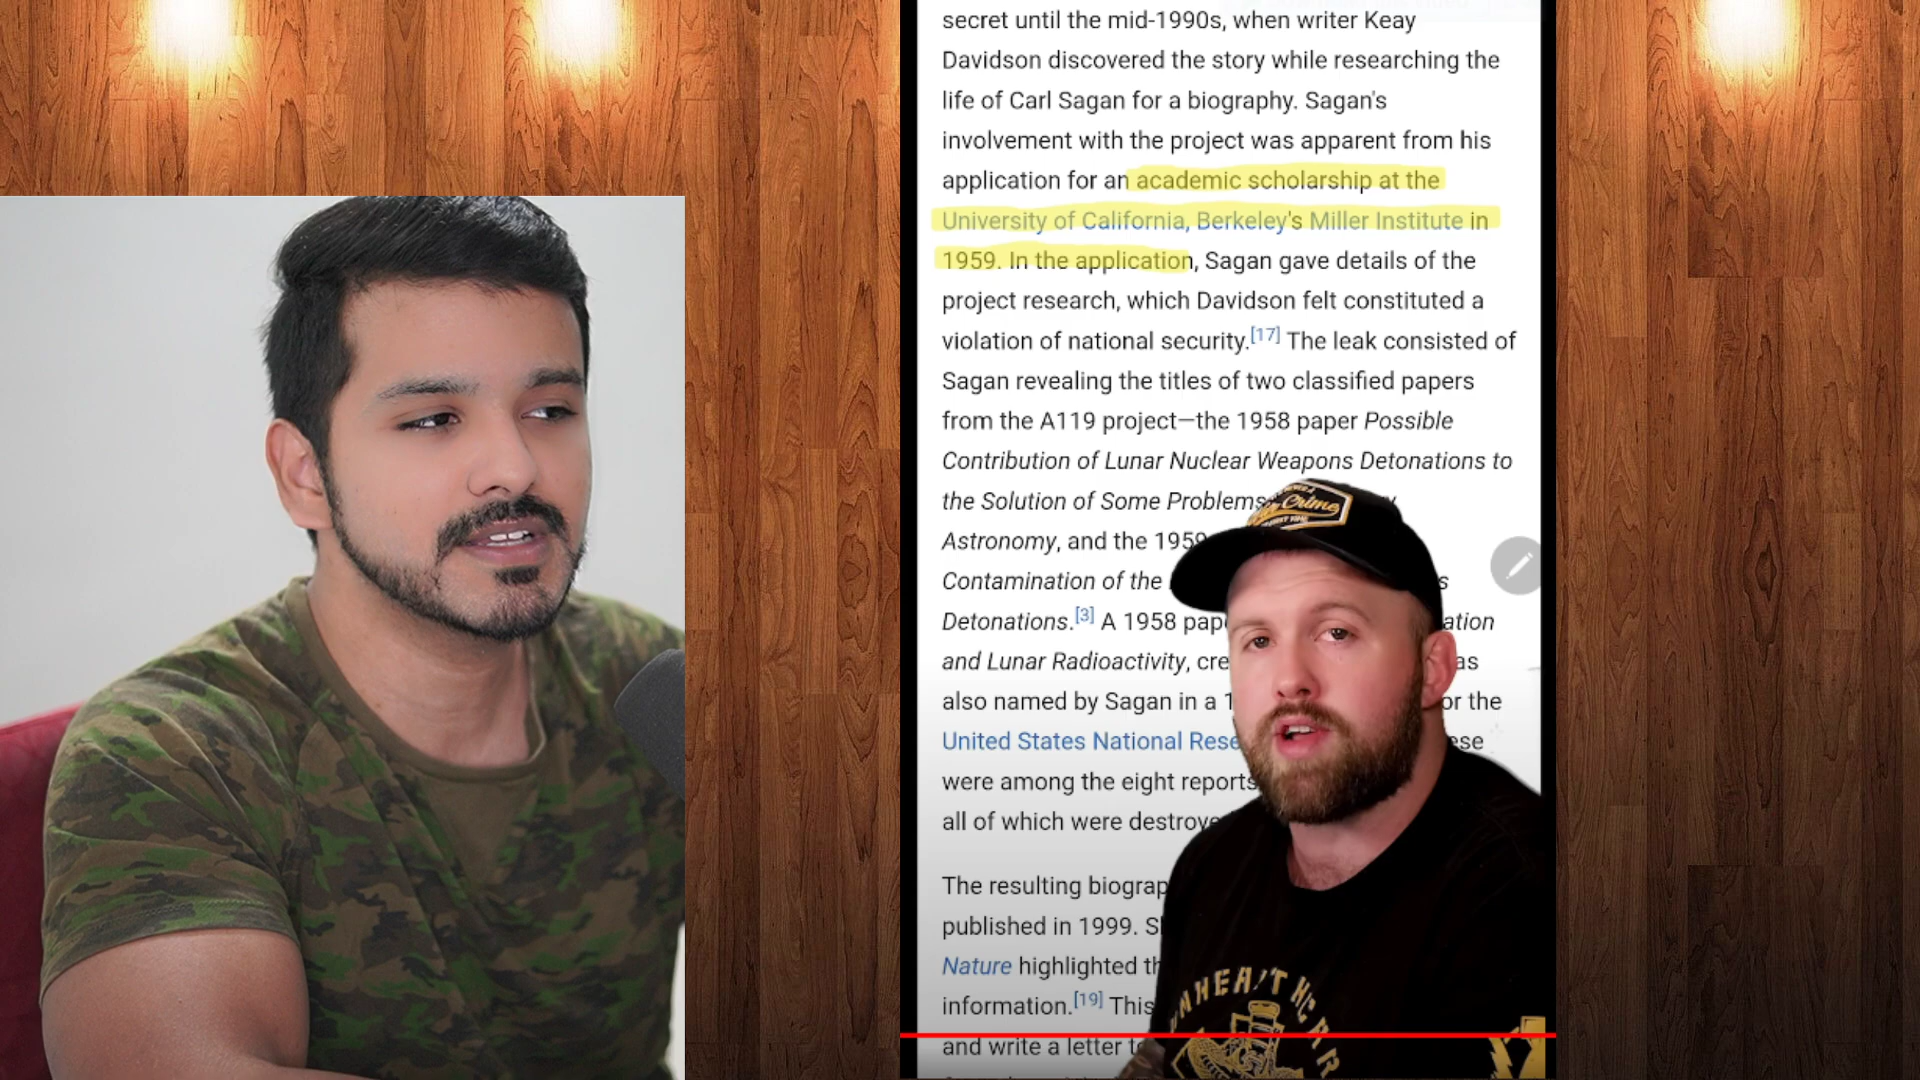 secret until the mid-1990s, when writer Keay
Davidson discovered the story while researching the
life of Carl Sagan for a biography. Sagan's
involvement with the project was apparent from his
application for an academic scholarship at the
University of California, Berkeley's Miller Institute in
1959. In the application, Sagan gave details of the
project research, which Davidson felt constituted a
violation of national security.[17] The leak consisted of
Sagan revealing the titles of two classified papers
from the A119 project—the 1958 paper Possible
Contribution of Lunar Nuclear Weapons Detonations to
the Solution of Some Problems
Astronomy, and the 1959
Contamination of the
Detonations.[3] A 1958
and Lunar Radioactivity,
also named by Sagan in a or the
United States National
were among the eight reports
all of which were
The resulting
published in 1999.
Nature highlighted
information.[19] This
and write a letter
Crime